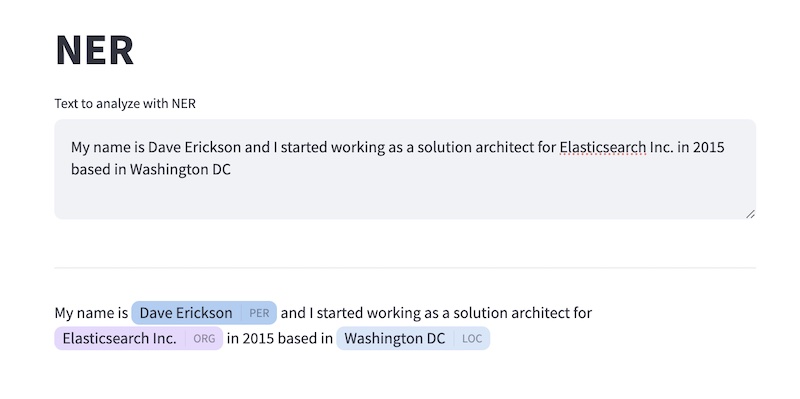 NER
Text to analyze with NER
My name is Dave Erickson and I started working as a solution architect for Elasticsearch Inc. in 2015
based in Washington DC
My name is Dave Erickson PER and I started working as a solution architect for
Elasticsearch Inc. ORG in 2015 based in Washington DC LOC